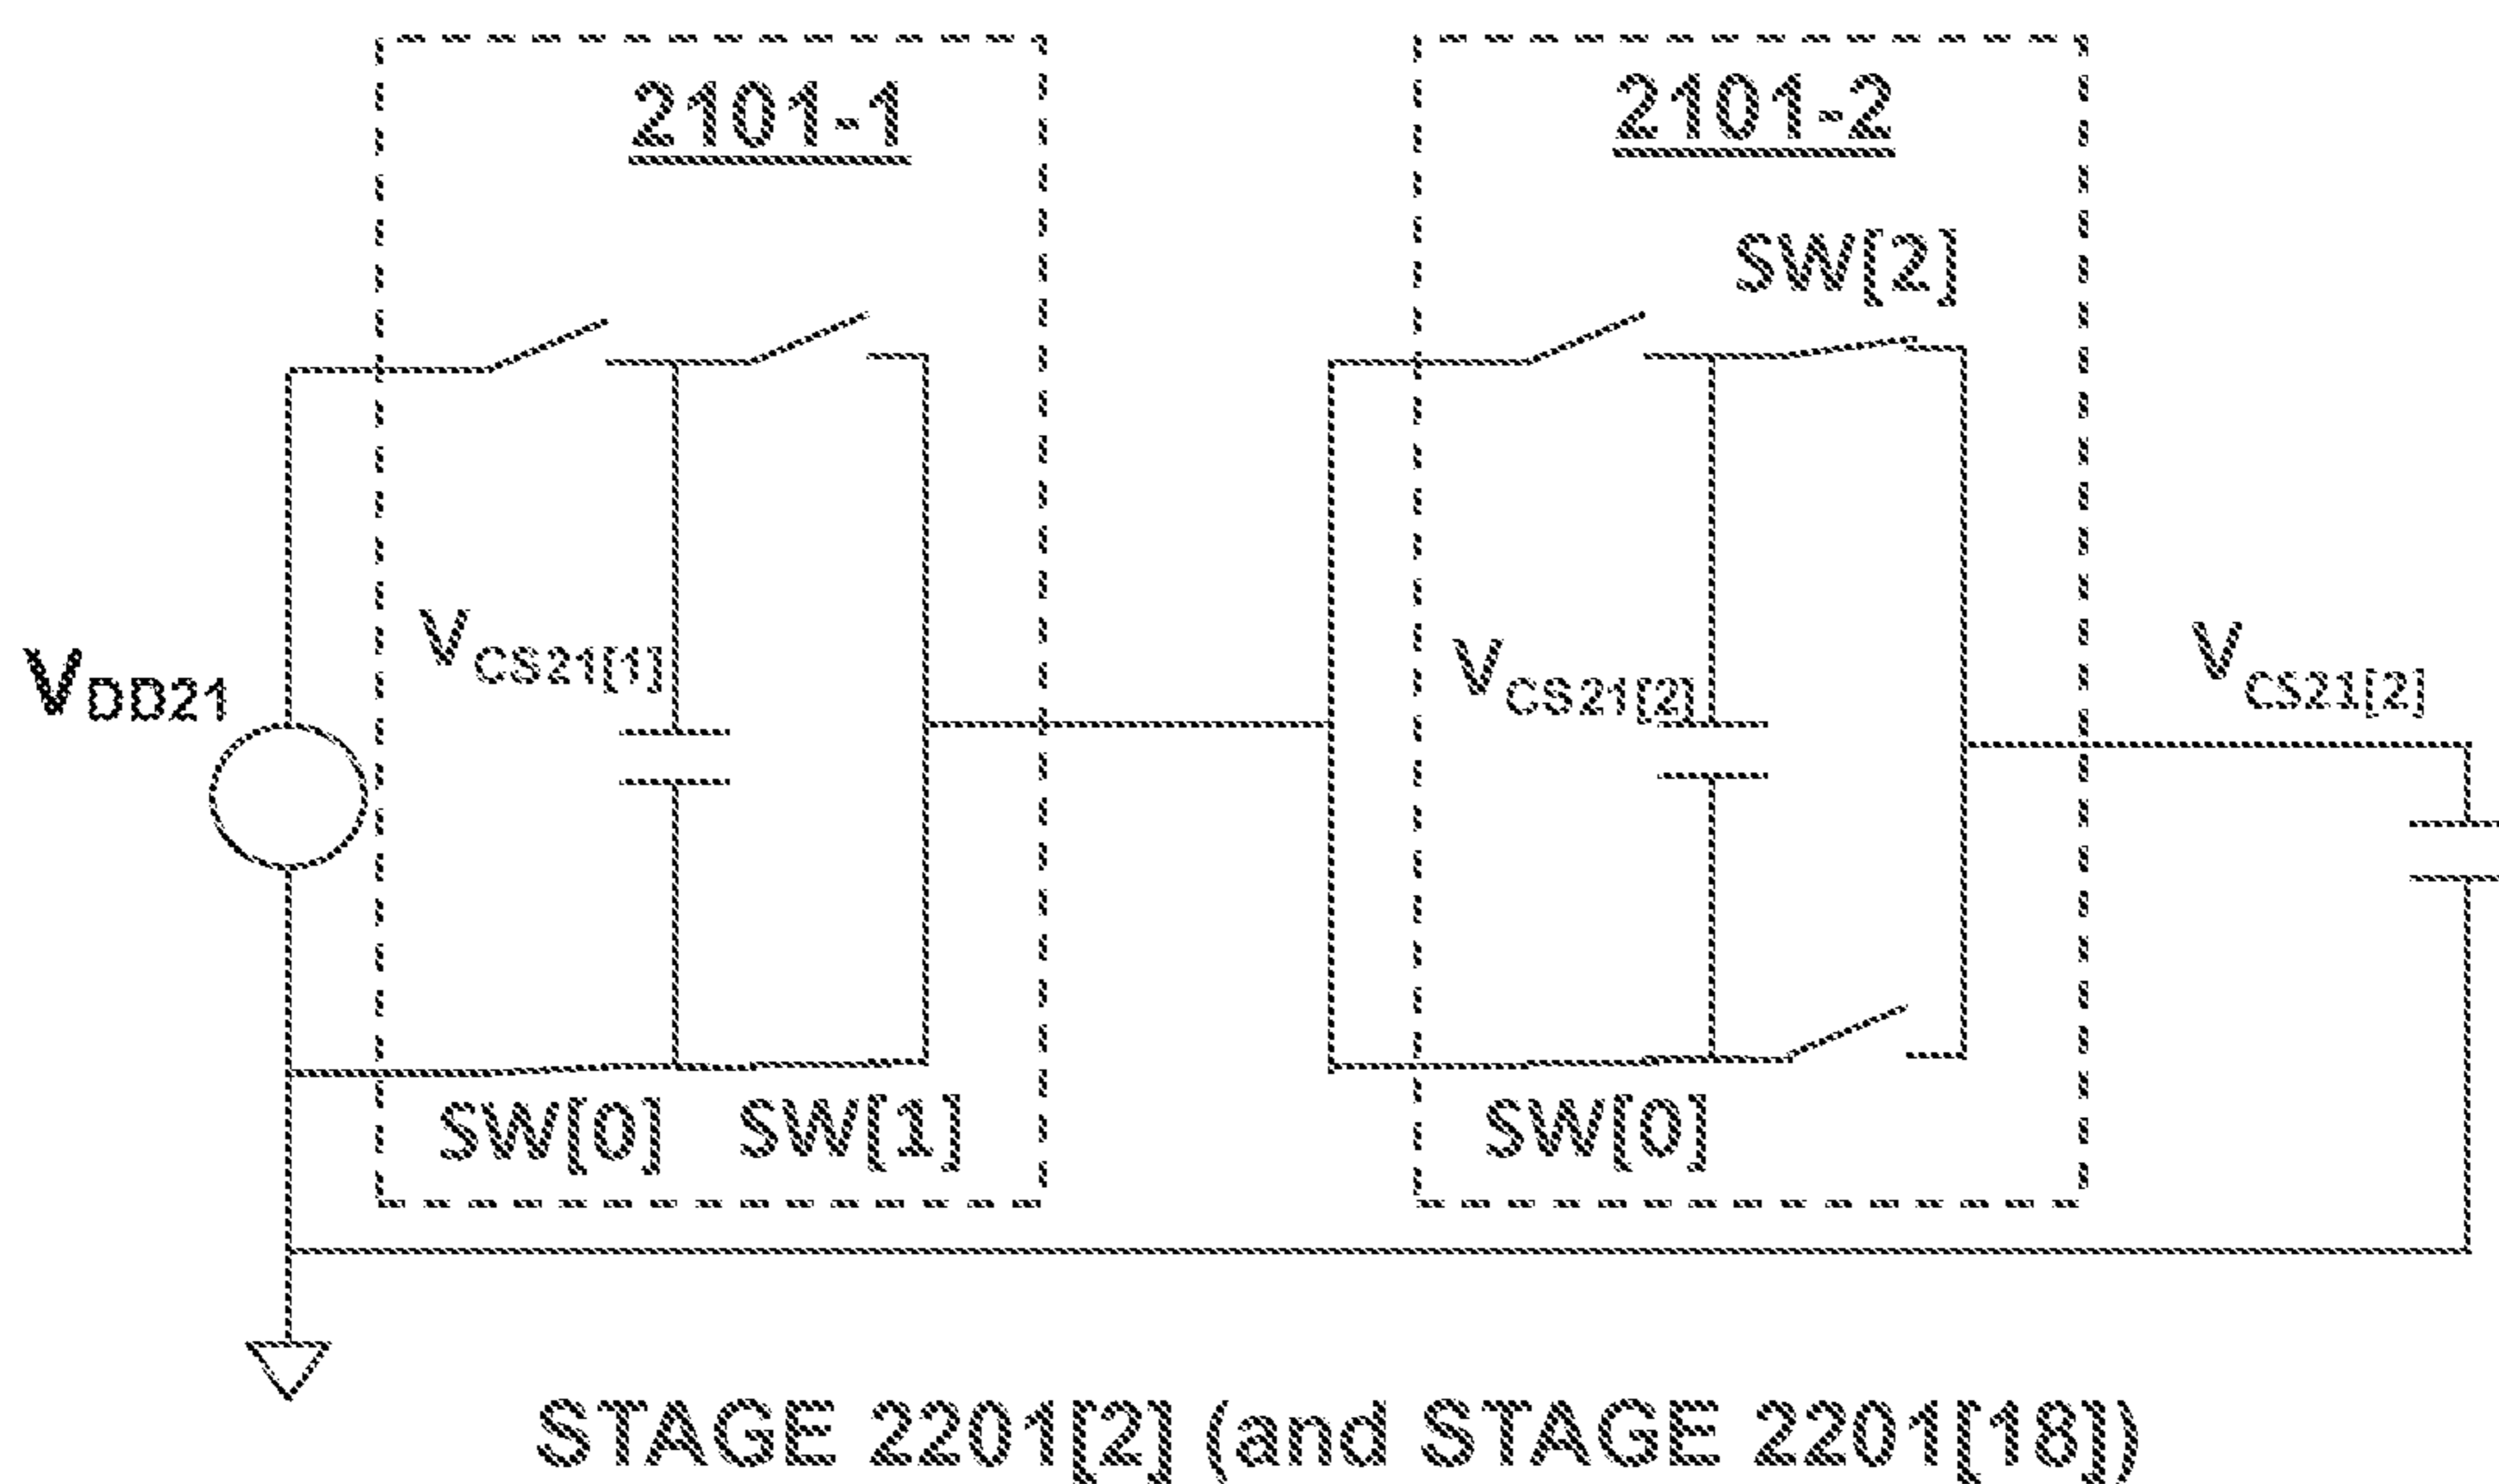 2101-1
2101-2
SW[2]
VCS21[1]
VCS21[2]
VCS21[2]
VDD21
SW[0]
SW[1]
SW[0]
STAGE 2201[2] (and STAGE 2201[18])